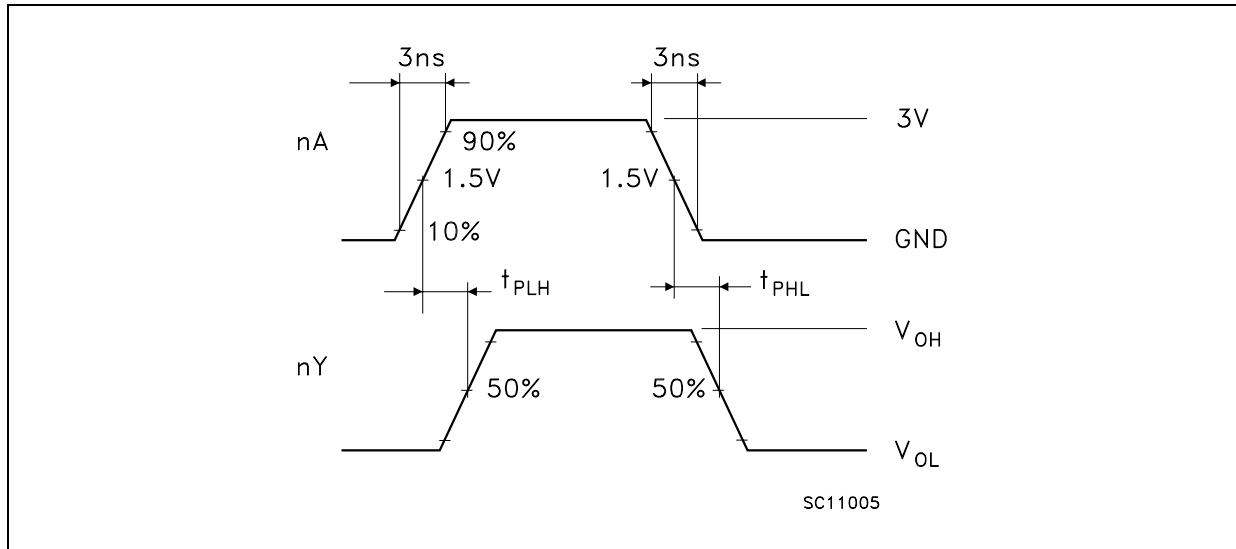 3ns 3ns
3V
nA
90%
1.5V 1.5V
10%
GND
tPLH tPHL
VOH
nY
50% 50%
VOL
SC11005